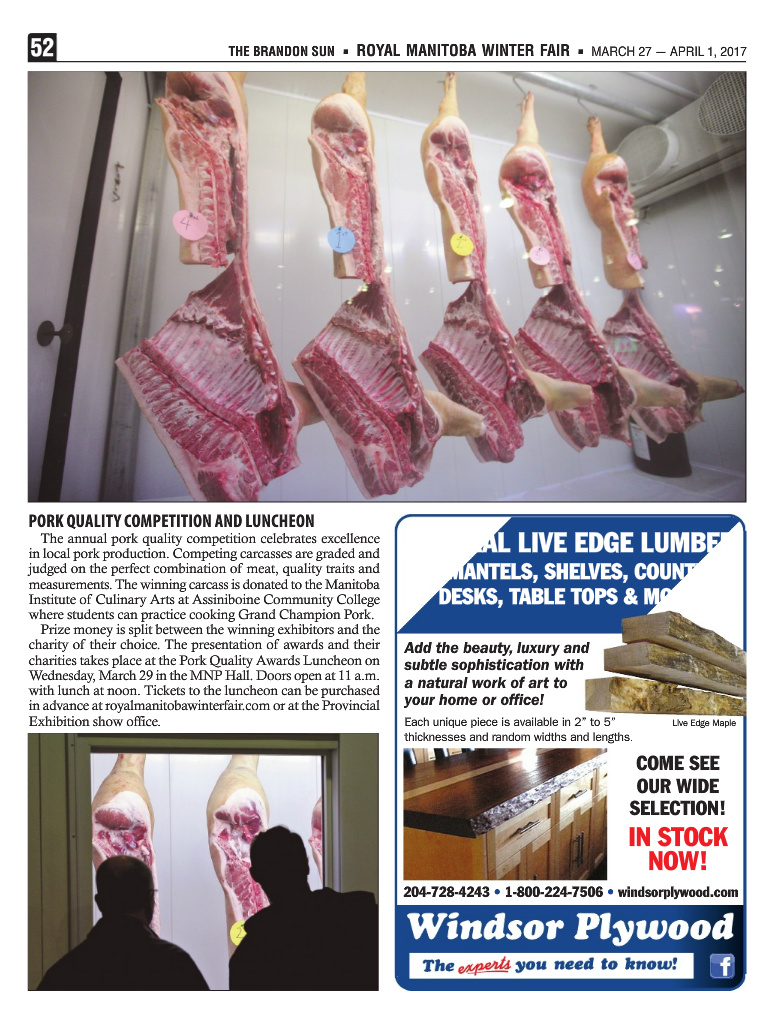 52
THE BRANDON SUN ▪ ROYAL MANITOBA WINTER FAIR ▪ MARCH 27 — APRIL 1, 2017
4th
1st
2
PORK QUALITY COMPETITION AND LUNCHEON
The annual pork quality competition celebrates excellence
in local pork production. Competing carcasses are graded and
judged on the perfect combination of meat, quality traits and
measurements. The winning carcass is donated to the Manitoba
Institute of Culinary Arts at Assiniboine Community College
where students can practice cooking Grand Champion Pork.
Prize money is split between the winning exhibitors and the
charity of their choice. The presentation of awards and their
charities takes place at the Pork Quality Awards Luncheon on
Wednesday, March 29 in the MNP Hall. Doors open at 11 a.m.
with lunch at noon. Tickets to the luncheon can be purchased
in advance at royalmanitobawinterfair.com or at the Provincial
Exhibition show office.
2
AL LIVE EDGE LUMBE
MANTELS, SHELVES, COUNT
DESKS, TABLE TOPS & MO
Add the beauty, luxury and
subtle sophistication with
a natural work of art to
your home or office!
Each unique piece is available in 2” to 5”
thicknesses and random widths and lengths.
Live Edge Maple
COME SEE
OUR WIDE
SELECTION!
IN STOCK
NOW!
204-728-4243 • 1-800-224-7506 • windsorplywood.com
Windsor Plywood
The experts you need to know!
f